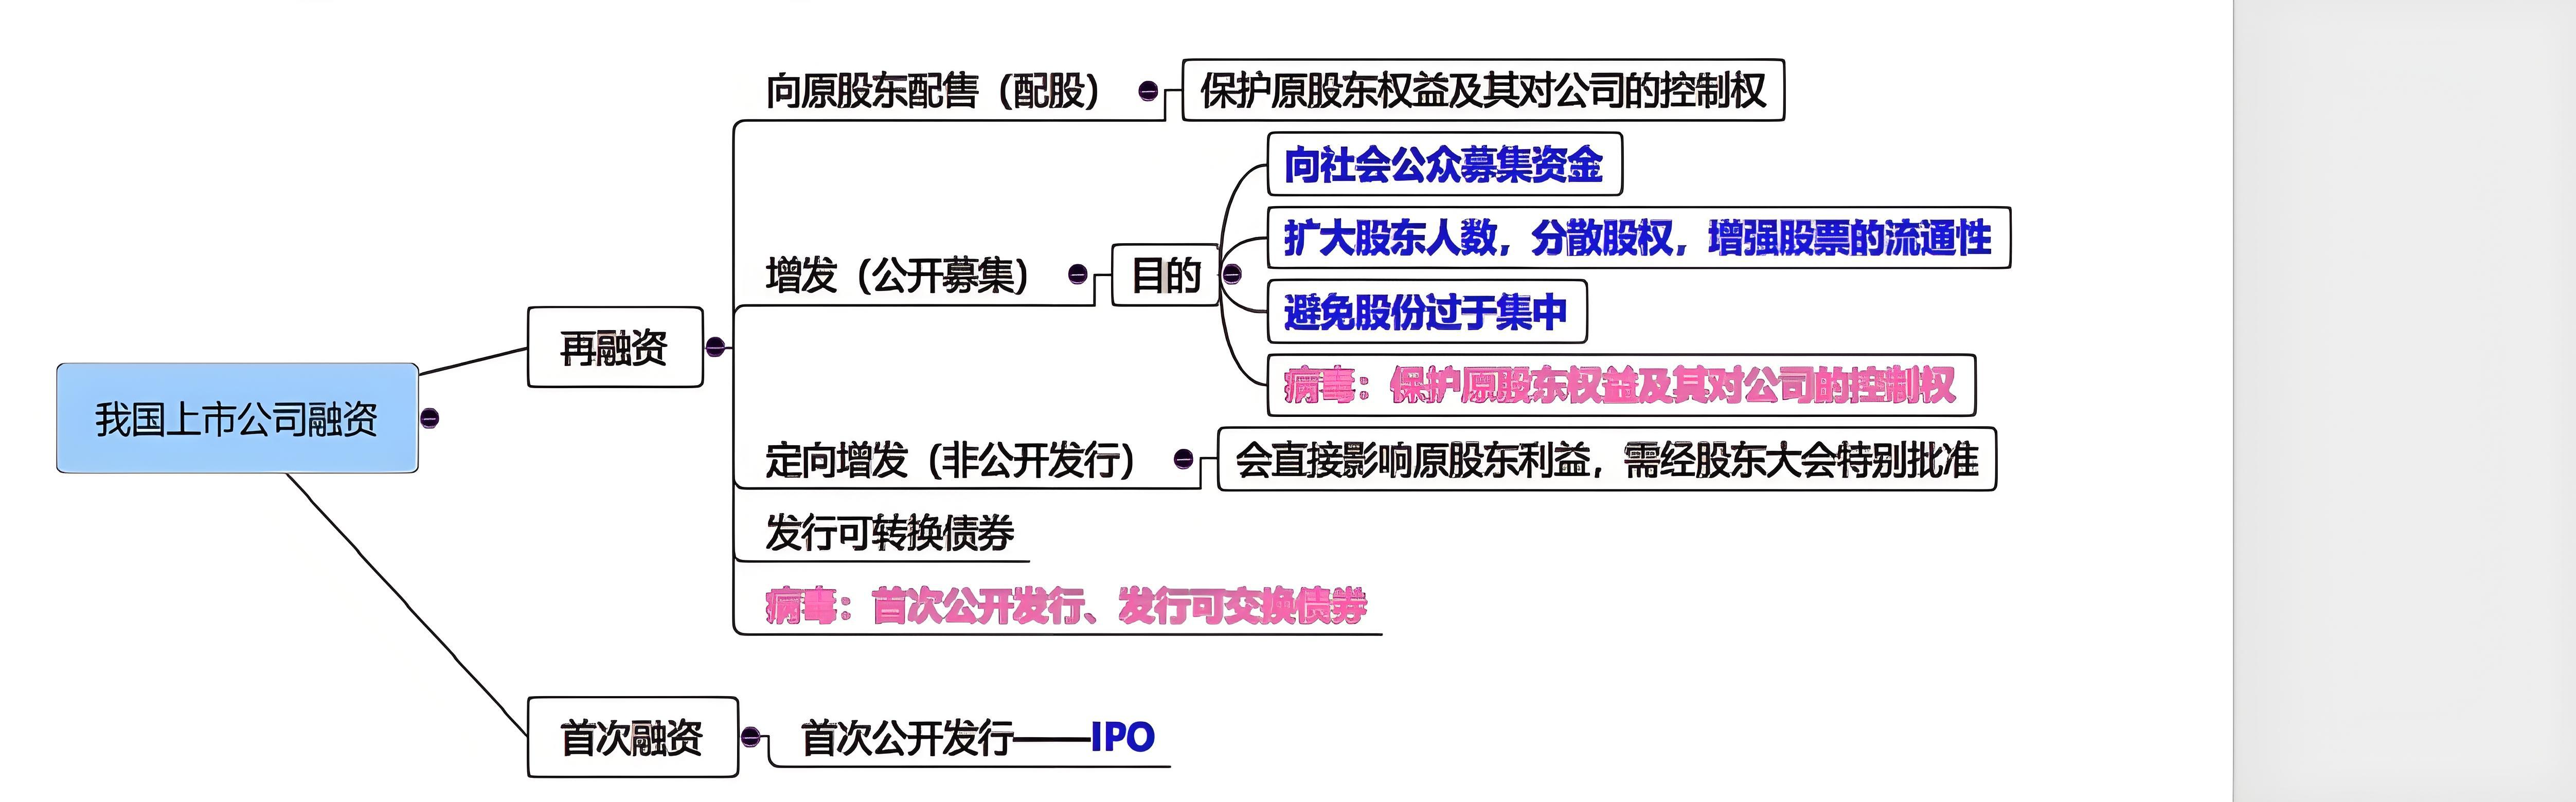 向原股东配售（配股）
保护原股东权益及其对公司的控制权
向社会公众募集资金
扩大股东人数，分散股权，增强股票的流通性
增发（公开募集）
目的
避免股份过于集中
再融资
病毒：保护原股东权益及其对公司的控制权
我国上市公司融资
定向增发（非公开发行）
会直接影响原股东利益，需经股东大会特别批准
发行可转换债券
病毒：首次公开发行、发行可交换债券
首次融资
首次公开发行——IPO